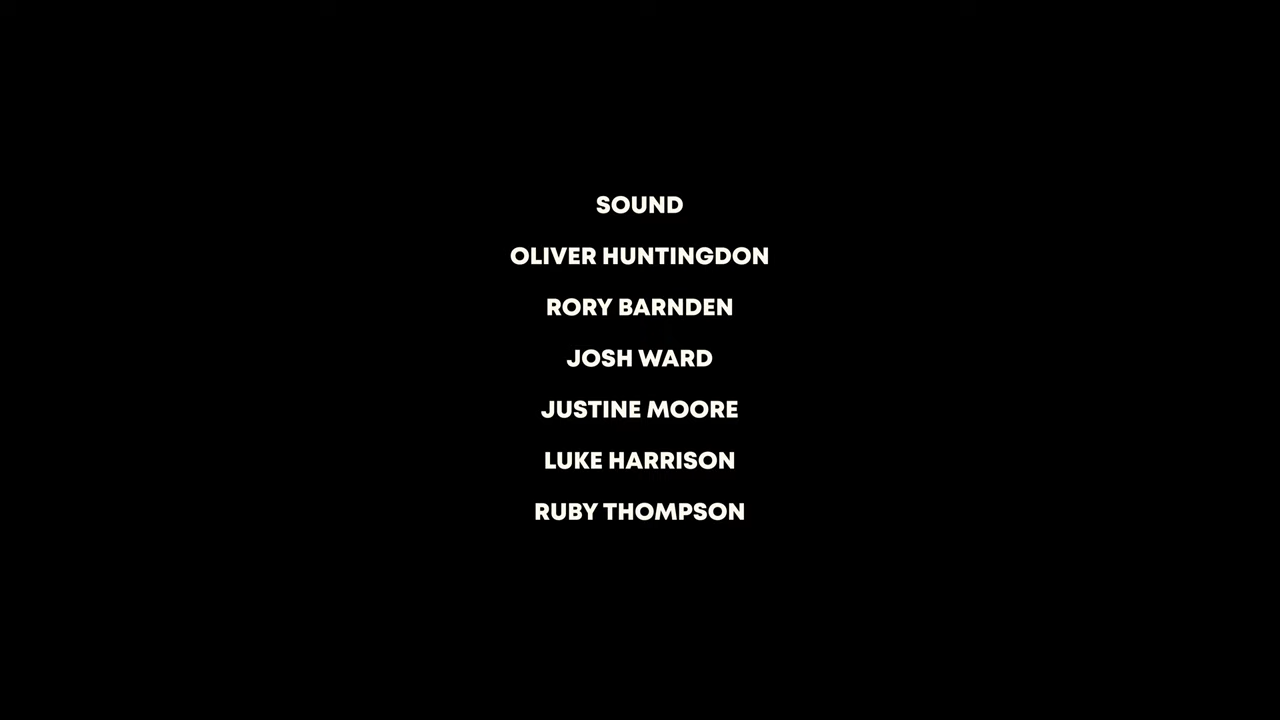 SOUND
OLIVER HUNTINGDON
RORY BARNDEN
JOSH WARD
JUSTINE MOORE
LUKE HARRISON
RUBY THOMPSON